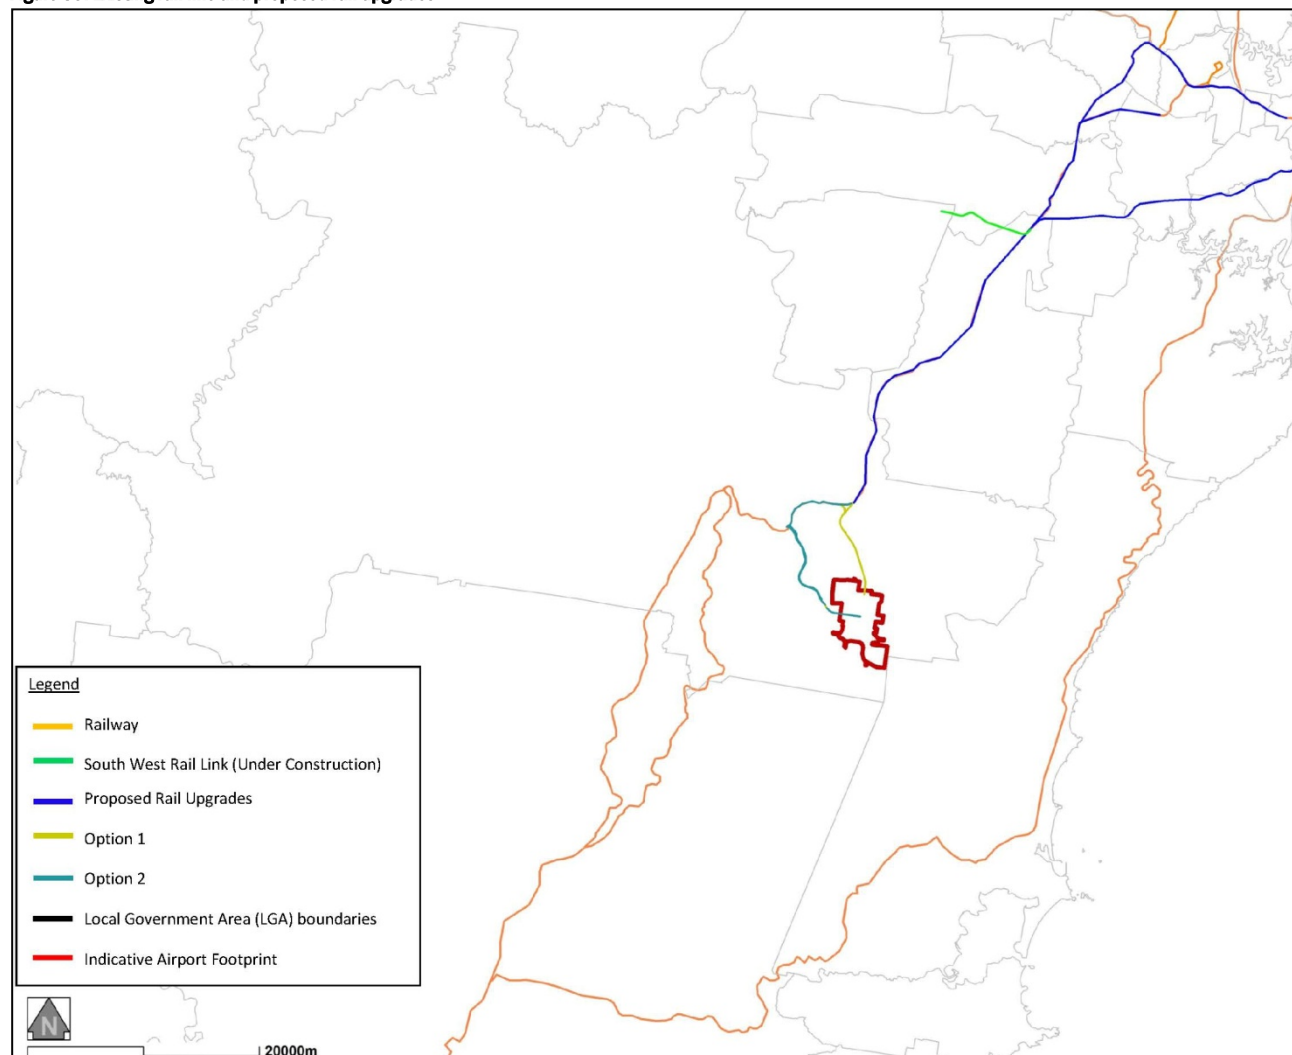 Legend
Railway
South West Rail Link (Under Construction)
Proposed Rail Upgrades
Option 1
Option 2
Local Government Area (LGA) boundaries
Indicative Airport Footprint
N
20000m